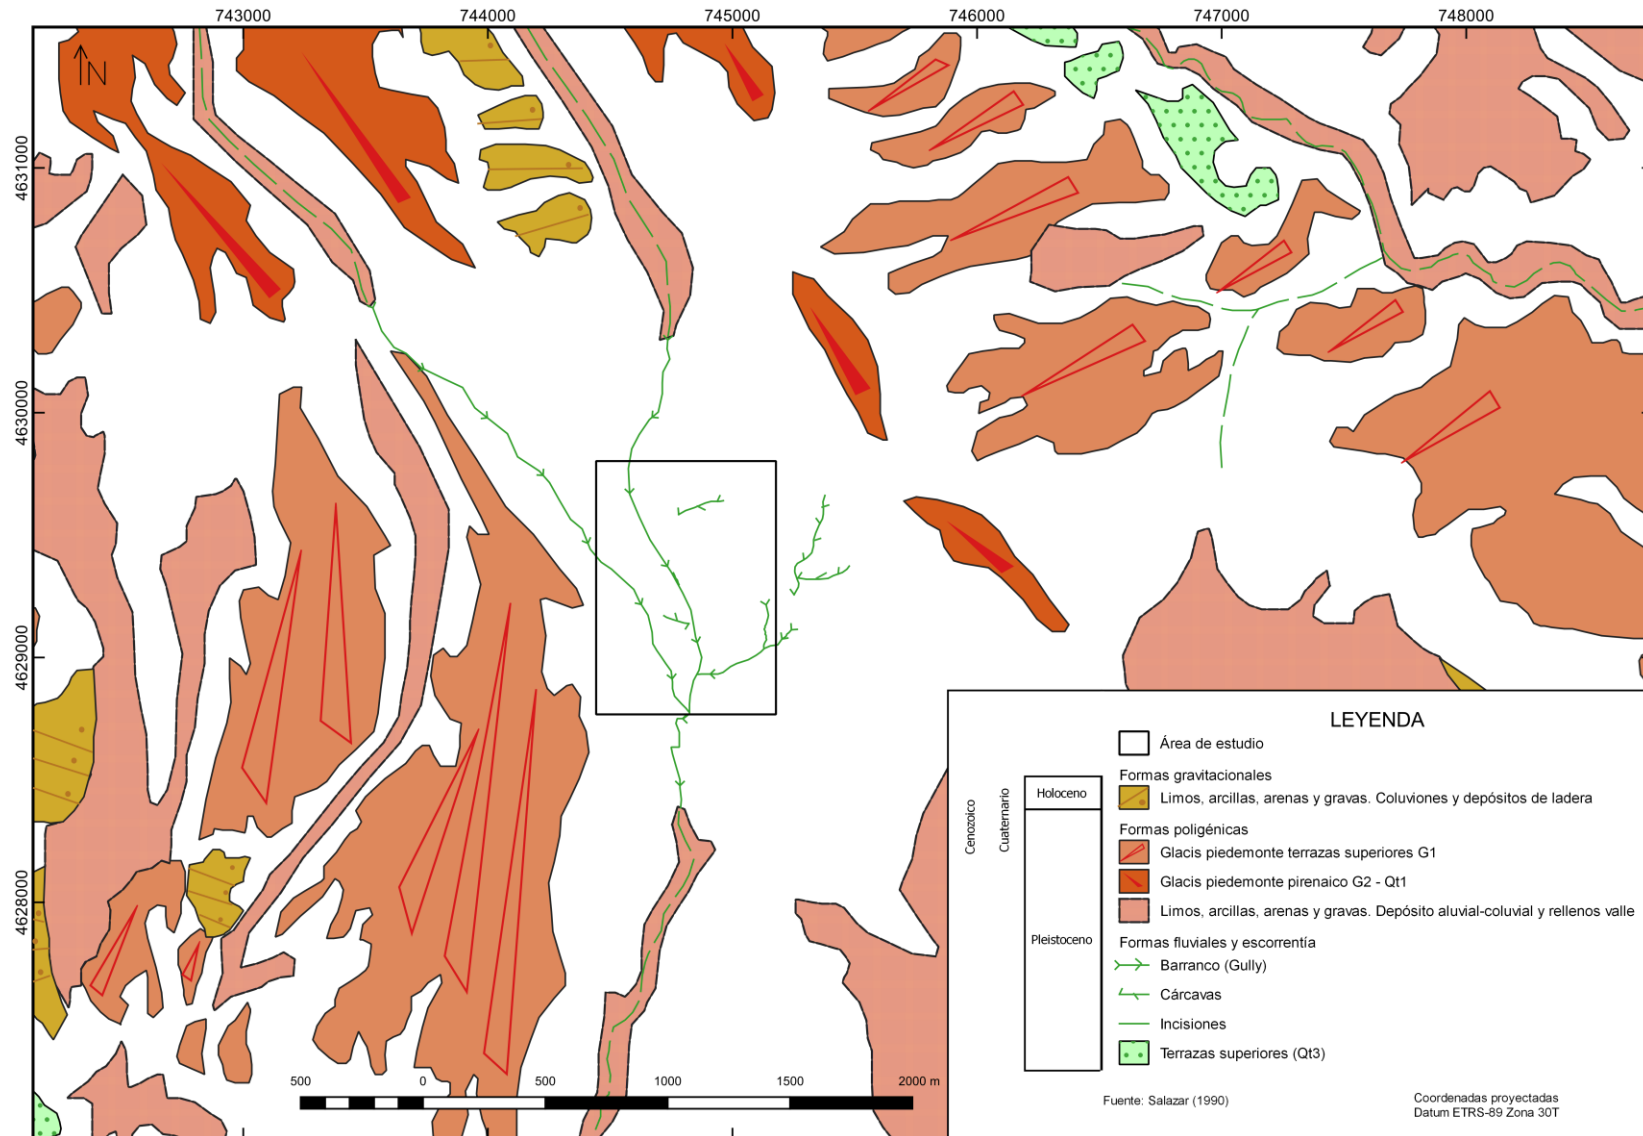 743000 744000 745000 746000 747000 748000
N
4631000
4630000
4629000
4628000
LEYENDA
Área de estudio
Formas gravitacionales
Limos, arcillas, arenas y gravas. Coluviones y depósitos de ladera
Formas poligénicas
Glacis piedemonte terrazas superiores G1
Glacis piedemonte pirenaico G2 - Qt1
Limos, arcillas, arenas y gravas. Depósito aluvial-coluvial y rellenos valle
Formas fluviales y escorrentía
Barranco (Gully)
Cárcavas
Incisiones
Terrazas superiores (Qt3)
Cenozoico
Cuaternario
Holoceno
Pleistoceno
500 0 500 1000 1500 2000 m
Fuente: Salazar (1990)
Coordenadas proyectadas
Datum ETRS-89 Zona 30T